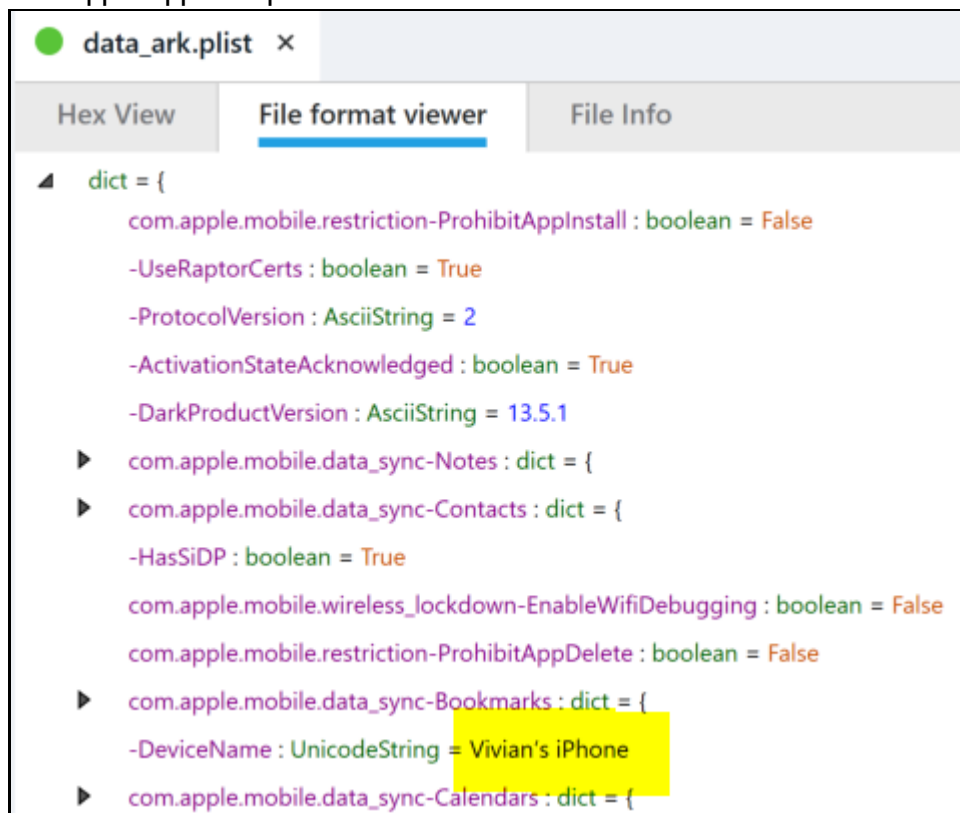 data_ark.plist ×
Hex View File format viewer File Info
dict = {
com.apple.mobile.restriction-ProhibitAppInstall : boolean = False
-UseRaptorCerts : boolean = True
-ProtocolVersion : AsciiString = 2
-ActivationStateAcknowledged : boolean = True
-DarkProductVersion : AsciiString = 13.5.1
com.apple.mobile.data_sync-Notes : dict = {
com.apple.mobile.data_sync-Contacts : dict = {
-HasSiDP : boolean = True
com.apple.mobile.wireless_lockdown-EnableWifiDebugging : boolean = False
com.apple.mobile.restriction-ProhibitAppDelete : boolean = False
com.apple.mobile.data_sync-Bookmarks : dict = {
-DeviceName : UnicodeString = Vivian's iPhone
com.apple.mobile.data_sync-Calendars : dict = {